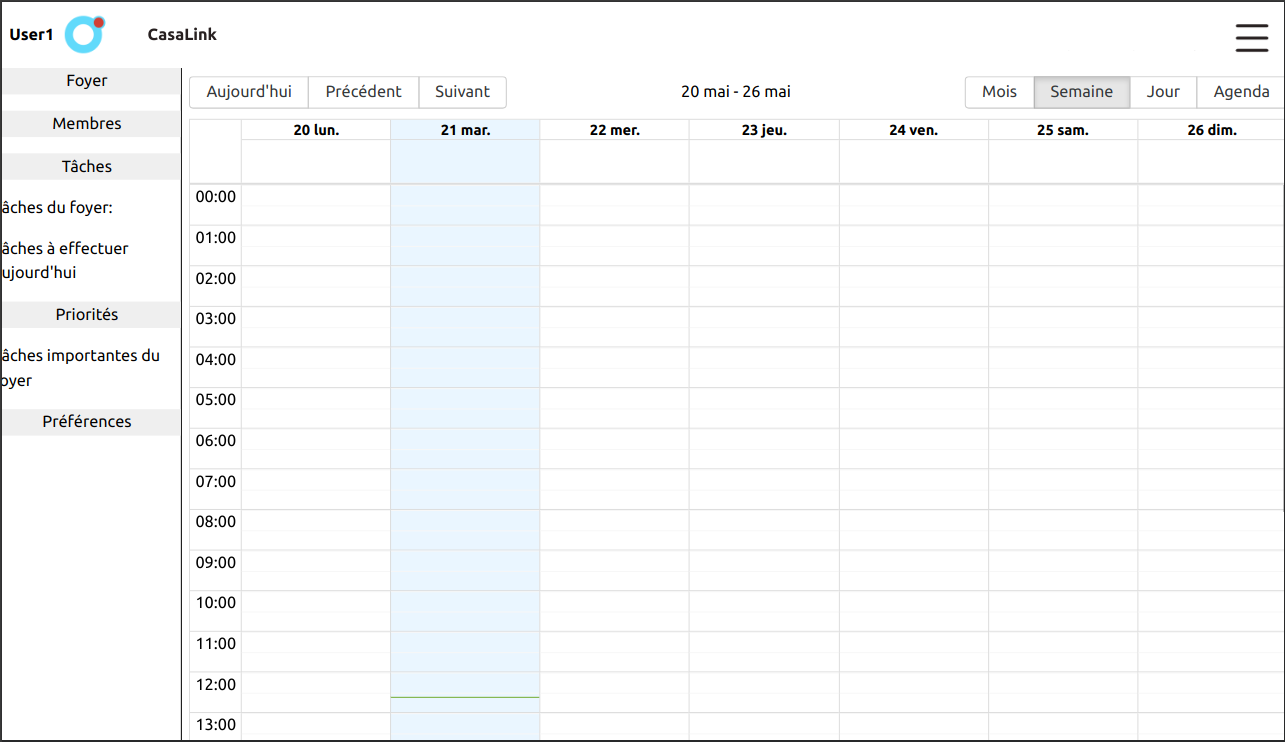 User1 CasaLink
Foyer
Membres
Tâches
âches du foyer:
âches à effectuer
ujourd'hui
Priorités
âches importantes du
oyer
Préférences
Aujourd'hui Précédent Suivant 20 mai - 26 mai Mois Semaine Jour Agenda
20 lun. 21 mar. 22 mer. 23 jeu. 24 ven. 25 sam. 26 dim.
00:00
01:00
02:00
03:00
04:00
05:00
06:00
07:00
08:00
09:00
10:00
11:00
12:00
13:00